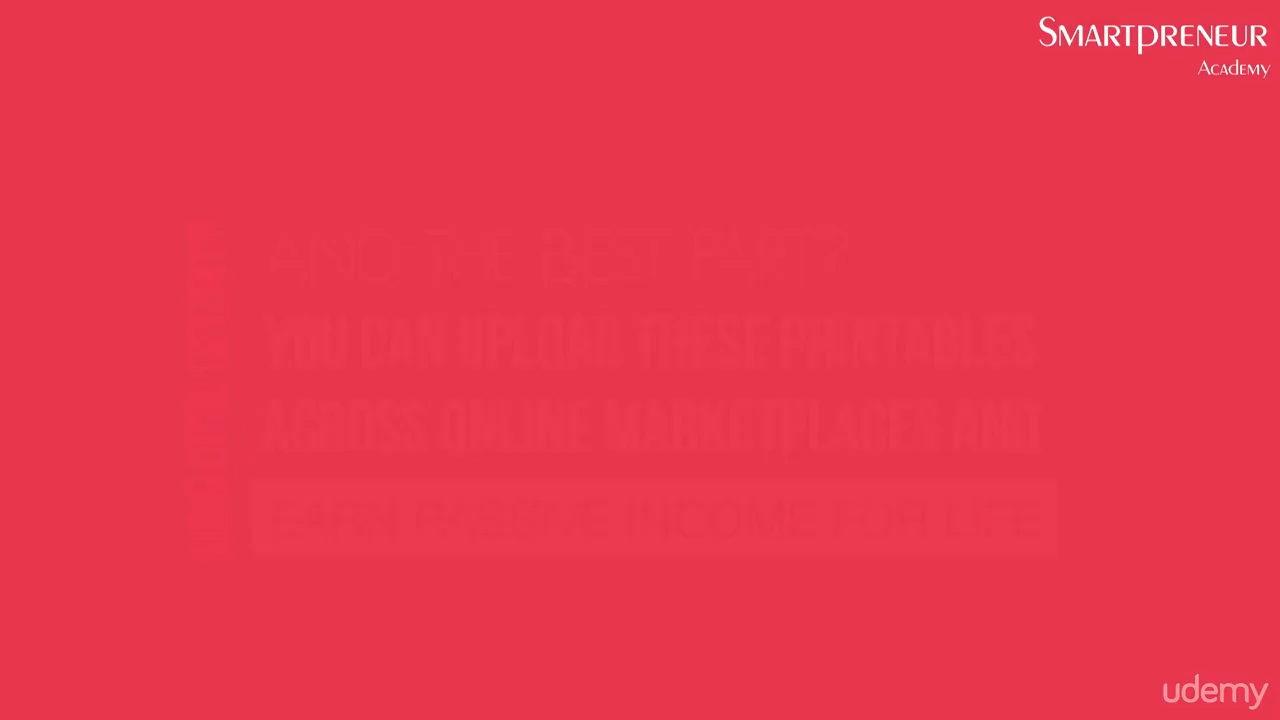 SMARTPRENEUR
ACADEMY
AND THE BEST PART?
YOU CAN UPLOAD THESE PRINTABLES
ACROSS ONLINE MARKETPLACES AND
EARN PASSIVE INCOME FOR LIFE
udemy